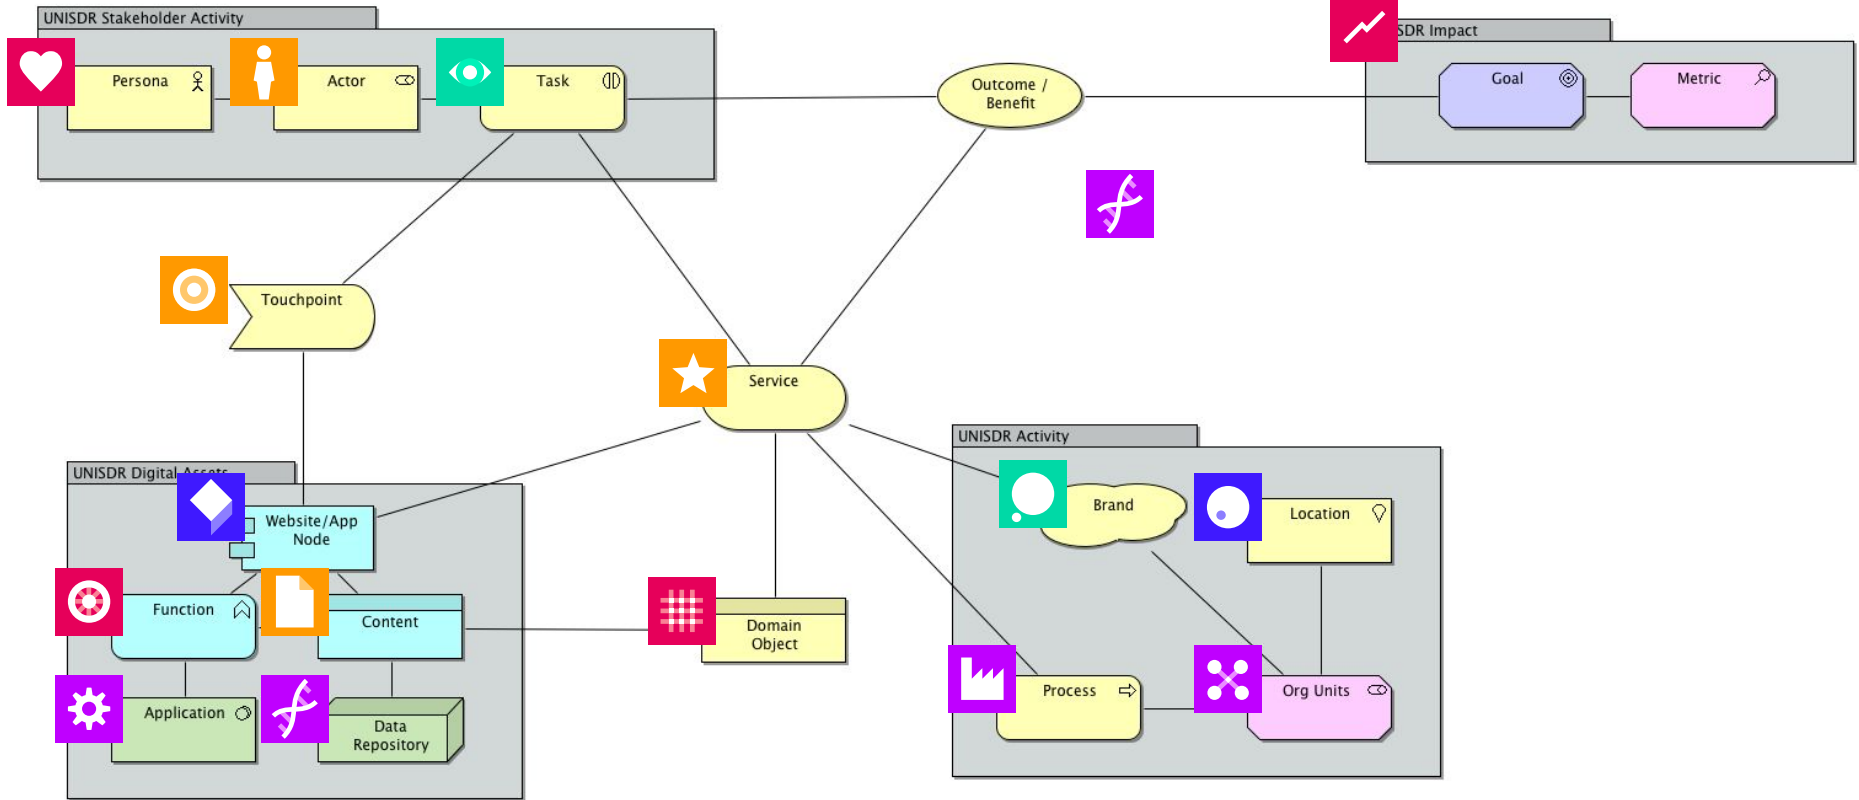 UNISDR Stakeholder Activity
Persona
Actor
Task
Outcome /
Benefit
SDR Impact
Goal
Metric
Touchpoint
Service
UNISDR Digital Assets
Website/App
Node
Function
Content
Application
Data
Repository
Domain
Object
UNISDR Activity
Brand
Location
Process
Org Units